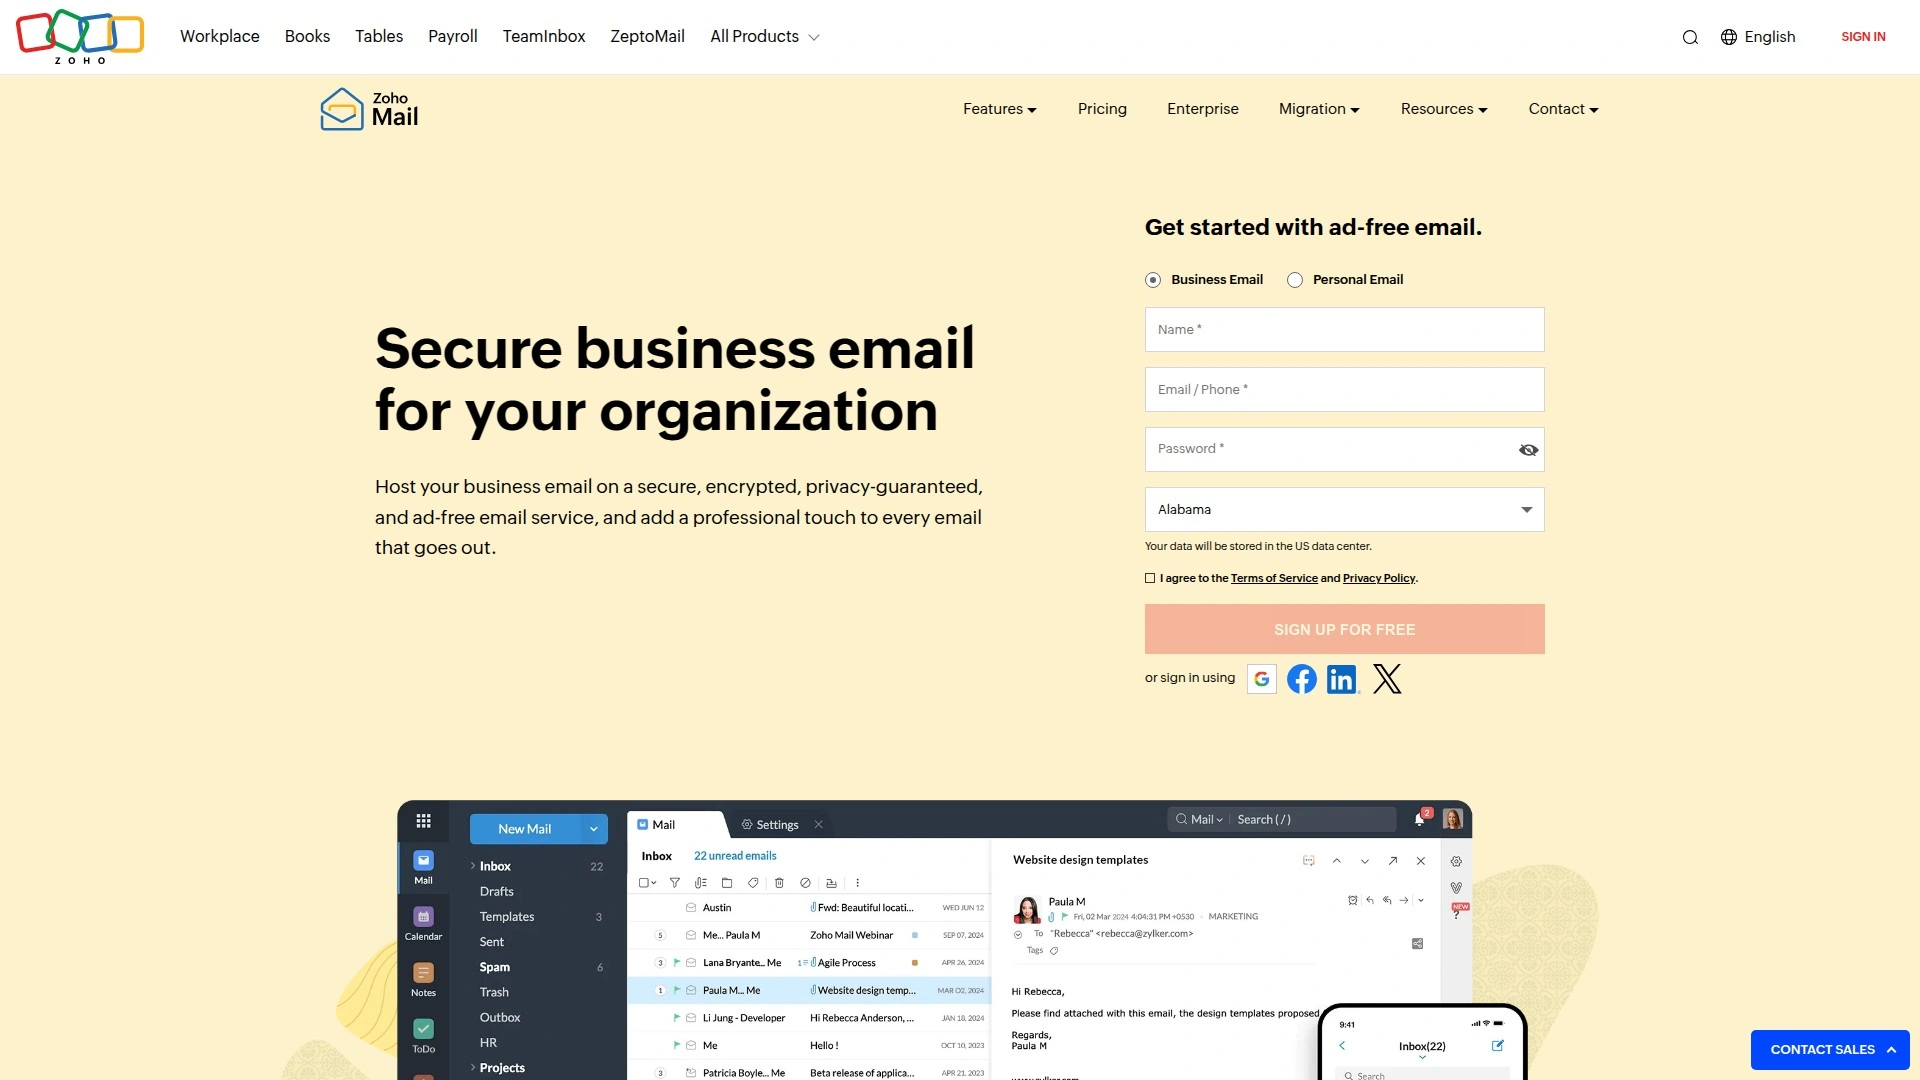 ZOHO
Workplace
Books
Tables
Payroll
TeamInbox
ZeptoMail
All Products
English
SIGN IN
Zoho
Mail
Features
Pricing
Enterprise
Migration
Resources
Contact
Get started with ad-free email.
Business Email
Personal Email
Name *
Email / Phone *
Password *
Alabama
Your data will be stored in the US data center.
I agree to the Terms of Service and Privacy Policy.
SIGN UP FOR FREE
or sign in using
Secure business email
for your organization
Host your business email on a secure, encrypted, privacy-guaranteed,
and ad-free email service, and add a professional touch to every email
that goes out.
New Mail
Mail
Settings
Mail
Search ( / )
2
Mail
Calendar
Notes
ToDo
Inbox 22
Drafts
Templates 3
Sent
Spam 6
Trash
Outbox
HR
Projects
Inbox 22 unread emails
Austin Fwd: Beautiful locati... WED JUN 12
5 Me... Paula M Zoho Mail Webinar SEP 07, 2024
3 Lana Bryante... Me 1 Agile Process APR 26, 2024
1 Paula M... Me Website design temp... MAR 02, 2024
Li Jung - Developer Hi Rebecca Anderson, ... JAN 18, 2024
Me Hello ! OCT 10, 2023
3 Patricia Boyle... Me Beta release of applica... APR 21, 2023
Website design templates
Paula M
Fri, 02 Mar 2024 4:04:31 PM +0530 MARKETING
To "Rebecca" <rebecca@zylker.com>
Tags
Hi Rebecca,
Please find attached with this email, the design templates proposed
Regards,
Paula M
NEW
?
9:41
Inbox(22)
Search
CONTACT SALES